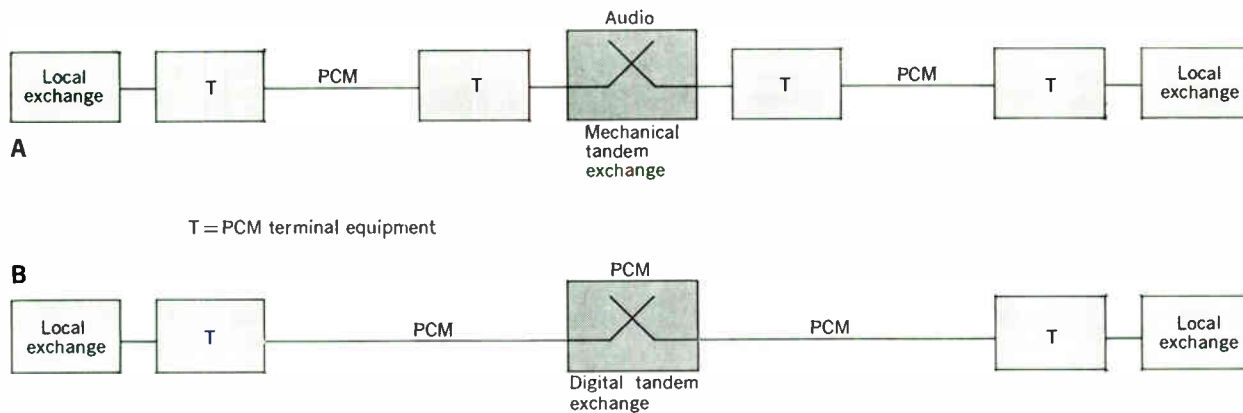 Audio
Local
exchange
T
PCM
T
T
PCM
T
Local
exchange
Mechanical
tandem
exchange
A
T = PCM terminal equipment
B
PCM
Local
exchange
T
PCM
PCM
T
Local
exchange
Digital tandem
exchange